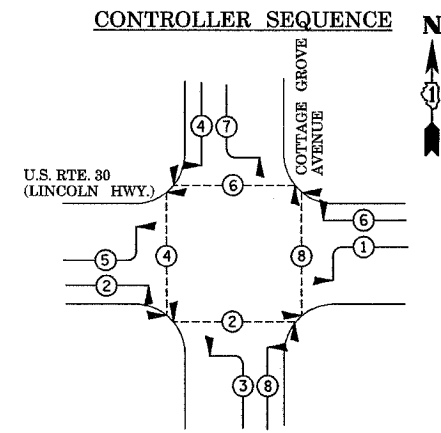 CONTROLLER SEQUENCE
N
COTTAGE GROVE
AVENUE
1
4
7
U.S. RTE. 30
(LINCOLN HWY.)
6
6
5
4
8
1
2
2
3
8